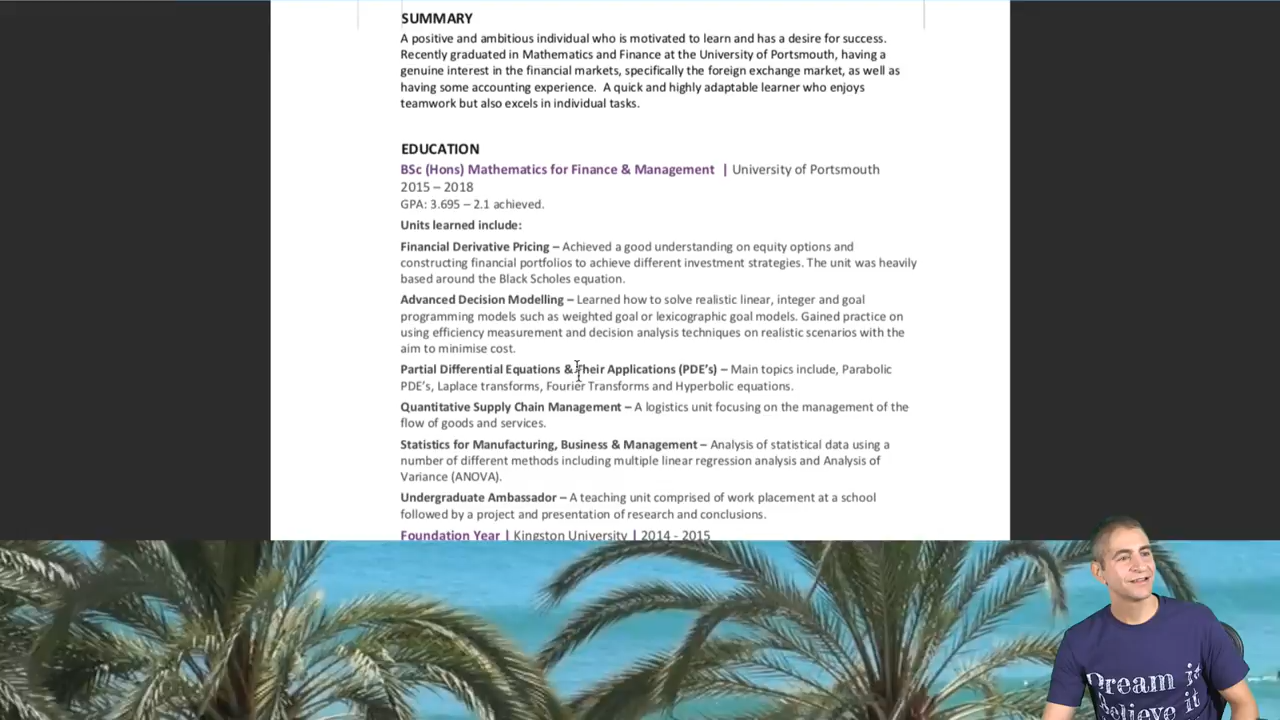 SUMMARY
A positive and ambitious individual who is motivated to learn and has a desire for success.
Recently graduated in Mathematics and Finance at the University of Portsmouth, having a
genuine interest in the financial markets, specifically the foreign exchange market, as well as
having some accounting experience.  A quick and highly adaptable learner who enjoys
teamwork but also excels in individual tasks.
EDUCATION
BSc (Hons) Mathematics for Finance & Management | University of Portsmouth
2015 – 2018
GPA: 3.695 – 2.1 achieved.
Units learned include:
Financial Derivative Pricing – Achieved a good understanding on equity options and
constructing financial portfolios to achieve different investment strategies. The unit was heavily
based around the Black Scholes equation.
Advanced Decision Modelling – Learned how to solve realistic linear, integer and goal
programming models such as weighted goal or lexicographic goal models. Gained practice on
using efficiency measurement and decision analysis techniques on realistic scenarios with the
aim to minimise cost.
Partial Differential Equations & Their Applications (PDE's) – Main topics include, Parabolic
PDE's, Laplace transforms, Fourier Transforms and Hyperbolic equations.
Quantitative Supply Chain Management – A logistics unit focusing on the management of the
flow of goods and services.
Statistics for Manufacturing, Business & Management – Analysis of statistical data using a
number of different methods including multiple linear regression analysis and Analysis of
Variance (ANOVA).
Undergraduate Ambassador – A teaching unit comprised of work placement at a school
followed by a project and presentation of research and conclusions.
Foundation Year | Kingston University | 2014 - 2015
Dream it
Believe it